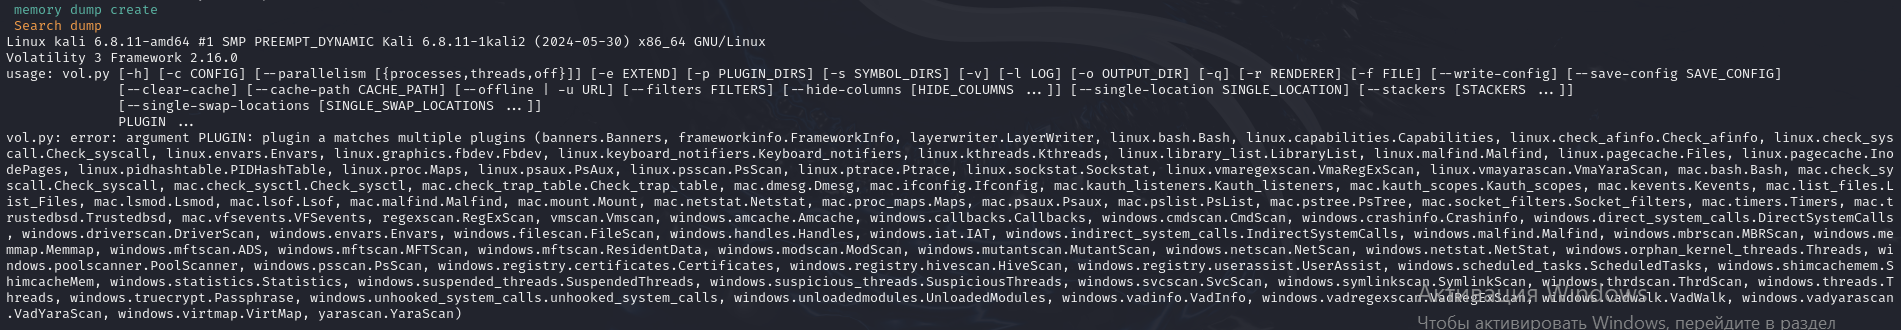 memory dump create
Search dump
Linux kali 6.8.11-amd64 #1 SMP PREEMPT_DYNAMIC Kali 6.8.11-1kali2 (2024-05-30) x86_64 GNU/Linux
Volatility 3 Framework 2.16.0
usage: vol.py [-h] [-c CONFIG] [--parallelism [{processes,threads,off}]] [-e EXTEND] [-p PLUGIN_DIRS] [-s SYMBOL_DIRS] [-v] [-l LOG] [-o OUTPUT_DIR] [-q] [-r RENDERER] [-f FILE] [--write-config] [--save-config SAVE_CONFIG]
[--clear-cache] [--cache-path CACHE_PATH] [--offline | -u URL] [--filters FILTERS] [--hide-columns [HIDE_COLUMNS ...]] [--single-location SINGLE_LOCATION] [--stackers [STACKERS ...]]
[--single-swap-locations [SINGLE_SWAP_LOCATIONS ...]]
PLUGIN ...
vol.py: error: argument PLUGIN: plugin a matches multiple plugins (banners.Banners, frameworkinfo.FrameworkInfo, layerwriter.LayerWriter, linux.bash.Bash, linux.capabilities.Capabilities, linux.check_afinfo.Check_afinfo, linux.check_sys
call.Check_syscall, linux.envars.Envars, linux.graphics.fbdev.Fbdev, linux.keyboard_notifiers.Keyboard_notifiers, linux.kthreads.Kthreads, linux.library_list.LibraryList, linux.malfind.Malfind, linux.pagecache.Files, linux.pagecache.Ino
dePages, linux.pidhashtable.PIDHashTable, linux.proc.Maps, linux.psaux.PsAux, linux.psscan.PsScan, linux.ptrace.Ptrace, linux.sockstat.Sockstat, linux.vmaregexscan.VmaRegExScan, linux.vmayarascan.VmaYaraScan, mac.bash.Bash, mac.check_sy
scall.Check_syscall, mac.check_sysctl.Check_sysctl, mac.check_trap_table.Check_trap_table, mac.dmesg.Dmesg, mac.ifconfig.Ifconfig, mac.kauth_listeners.Kauth_listeners, mac.kauth_scopes.Kauth_scopes, mac.kevents.Kevents, mac.list_files.L
ist_Files, mac.lsmod.Lsmod, mac.lsof.Lsof, mac.malfind.Malfind, mac.mount.Mount, mac.netstat.Netstat, mac.proc_maps.Maps, mac.psaux.Psaux, mac.pslist.PsList, mac.pstree.PsTree, mac.socket_filters.Socket_filters, mac.timers.Timers, mac.t
rustedbsd.Trustedbsd, mac.vfsevents.VFSevents, regexscan.RegExScan, vmscan.Vmscan, windows.amcache.Amcache, windows.callbacks.Callbacks, windows.cmdscan.CmdScan, windows.crashinfo.Crashinfo, windows.direct_system_calls.DirectSystemCalls
, windows.driverscan.DriverScan, windows.envars.Envars, windows.filescan.FileScan, windows.handles.Handles, windows.iat.IAT, windows.indirect_system_calls.IndirectSystemCalls, windows.malfind.Malfind, windows.mbrscan.MBRScan, windows.me
mmap.Memmap, windows.mftscan.ADS, windows.mftscan.MFTScan, windows.mftscan.ResidentData, windows.modscan.ModScan, windows.mutantscan.MutantScan, windows.netscan.NetScan, windows.netstat.NetStat, windows.orphan_kernel_threads.Threads, wi
ndows.poolscanner.PoolScanner, windows.psscan.PsScan, windows.registry.certificates.Certificates, windows.registry.hivescan.HiveScan, windows.registry.userassist.UserAssist, windows.scheduled_tasks.ScheduledTasks, windows.shimcachemem.S
himcacheMem, windows.statistics.Statistics, windows.suspended_threads.SuspendedThreads, windows.suspicious_threads.SuspiciousThreads, windows.svcscan.SvcScan, windows.symlinkscan.SymlinkScan, windows.thrdscan.ThrdScan, windows.threads.T
hreads, windows.truecrypt.Passphrase, windows.unhooked_system_calls.unhooked_system_calls, windows.unloadedmodules.UnloadedModules, windows.vadinfo.VadInfo, windows.vadregexscan.VadRegExScan, windows.vadwalk.VadWalk, windows.vadyarascan
.VadYaraScan, windows.virtmap.VirtMap, yarascan.YaraScan)
Активация Windows
Чтобы активировать Windows, перейдите в раздел